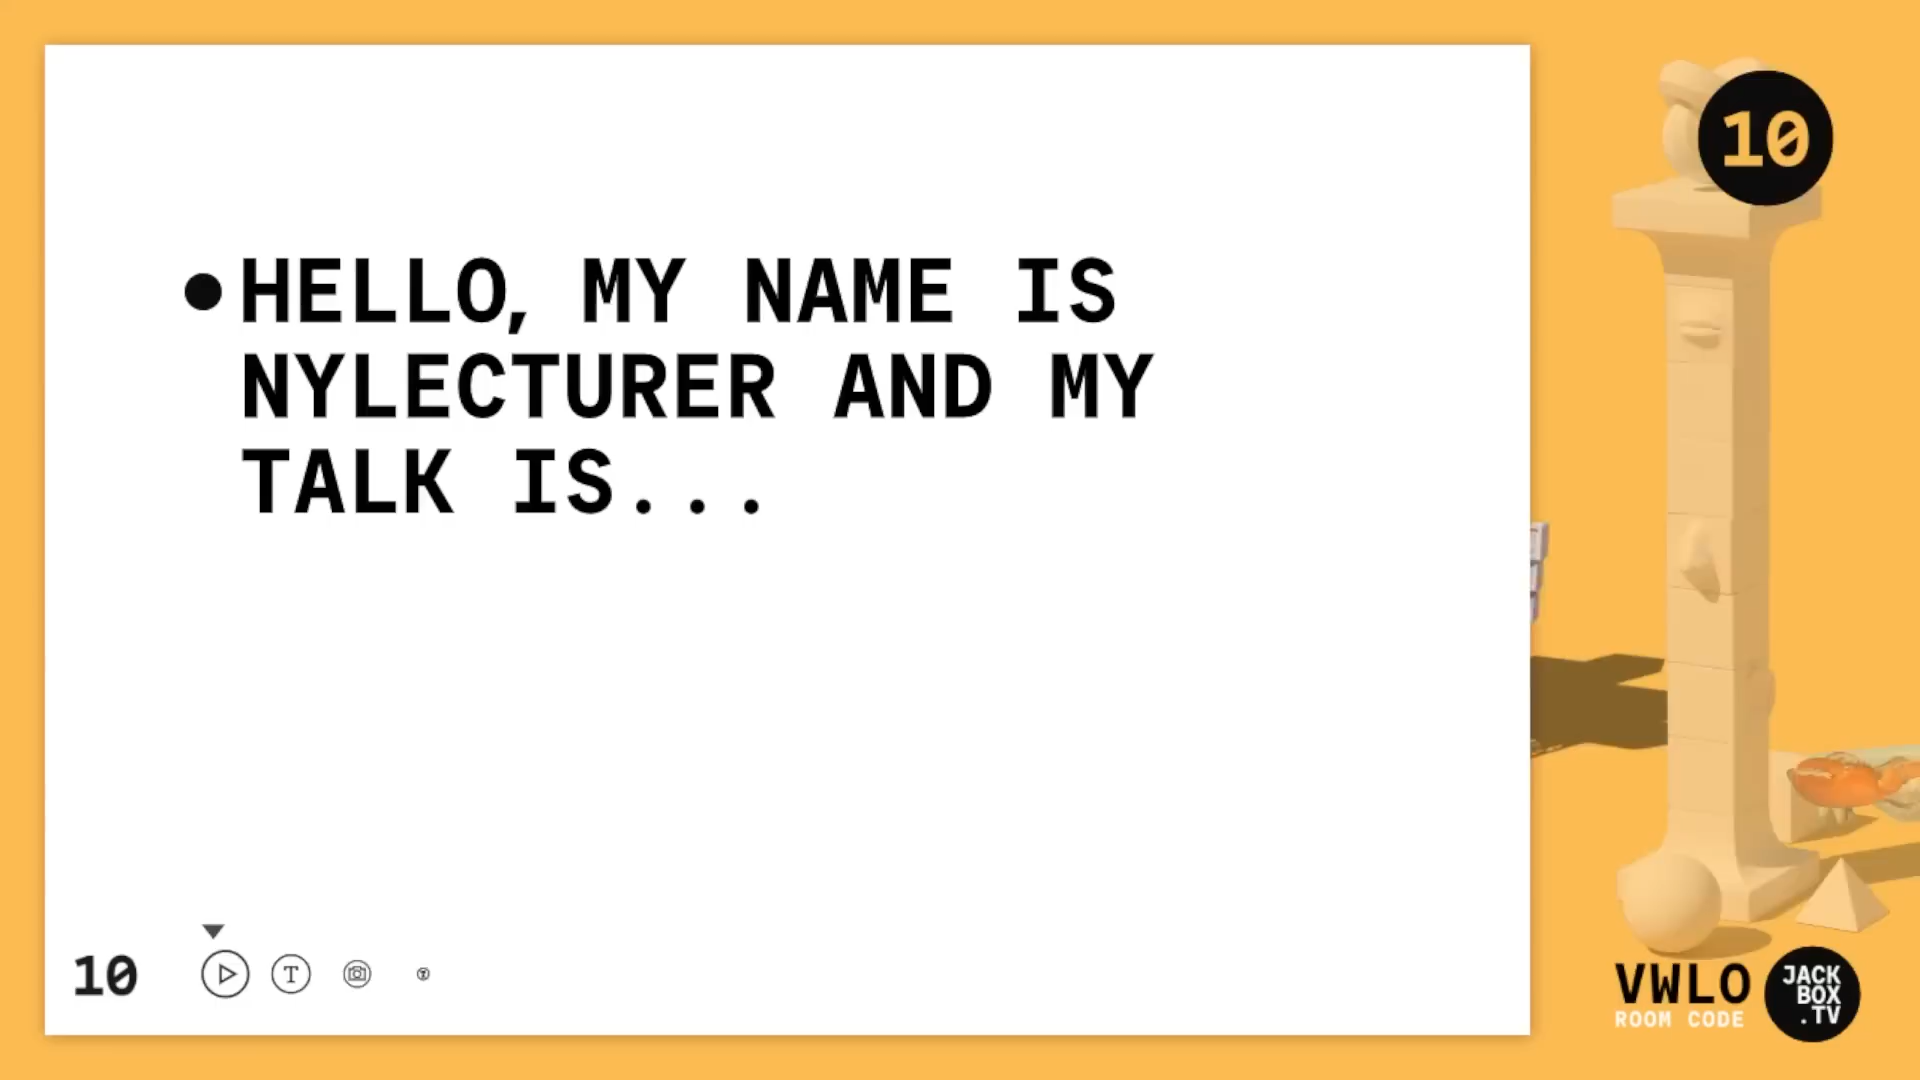 10
●HELLO, MY NAME IS
NYLECTURER AND MY
TALK IS...
10
T
VWLO
ROOM CODE
JACK
BOX
.TV